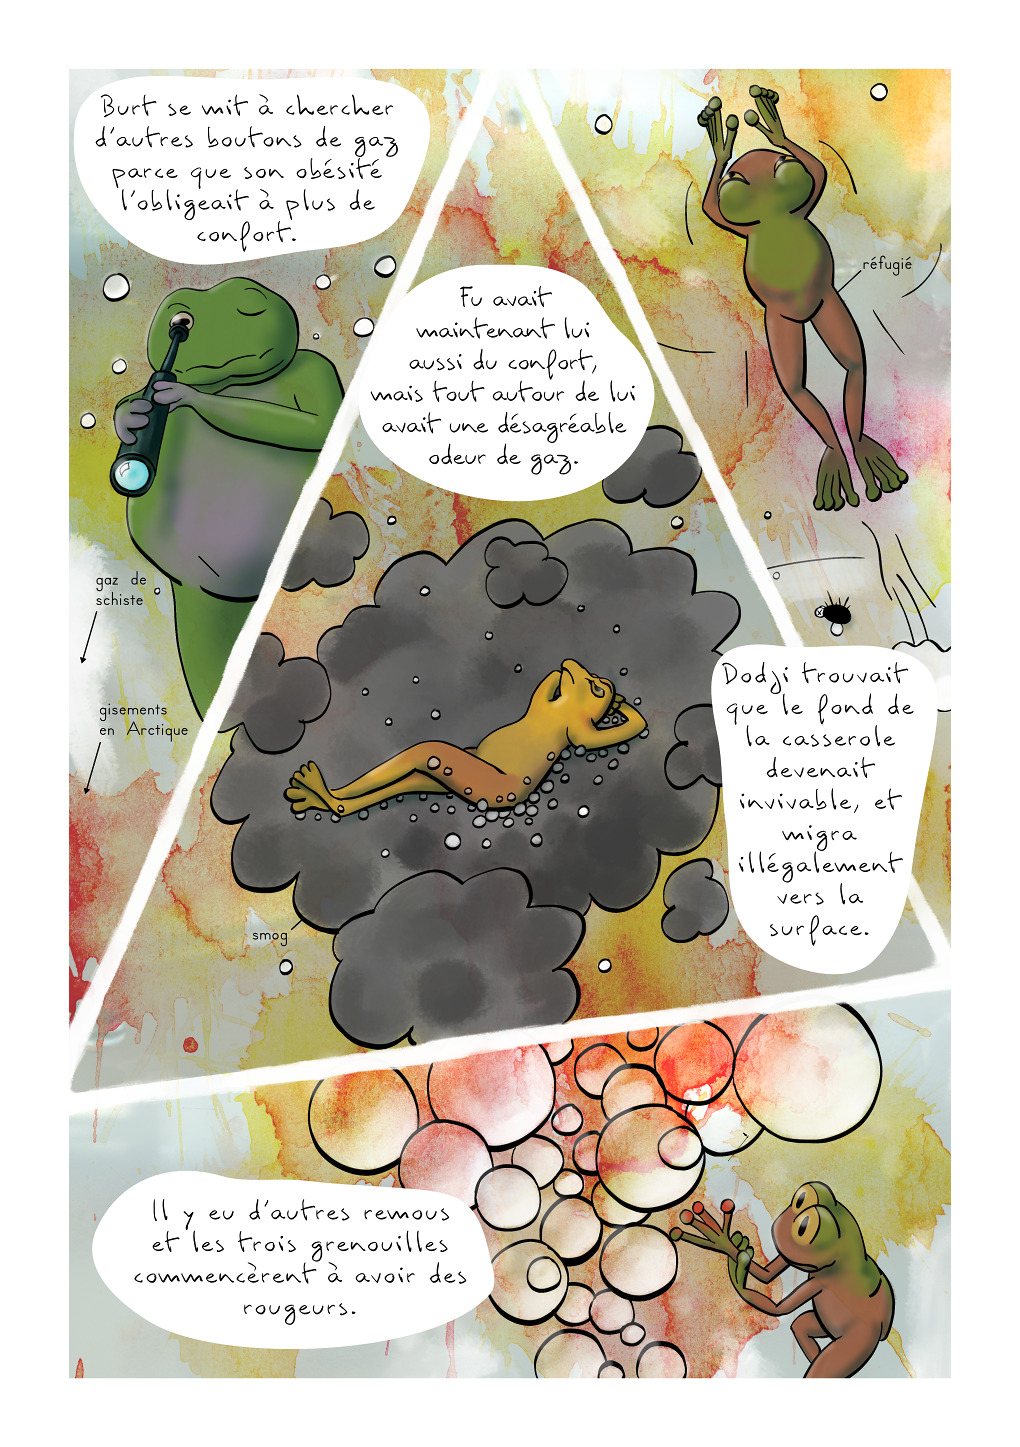 Burt se mit à chercher
d'autres boutons de gaz
parce que son obésité
l'obligeait à plus de
confort.
réfugié
Fu avait
maintenant lui
aussi du confort,
mais tout autour de lui
avait une désagréable
odeur de gaz.
gaz de
schiste
gisements
en Arctique
Dodji trouvait
que le fond de
la casserole
devenait
invivable, et
migra
illégalement
vers la
surface.
smog
Il y eu d'autres remous
et les trois grenouilles
commencèrent à avoir des
rougeurs.